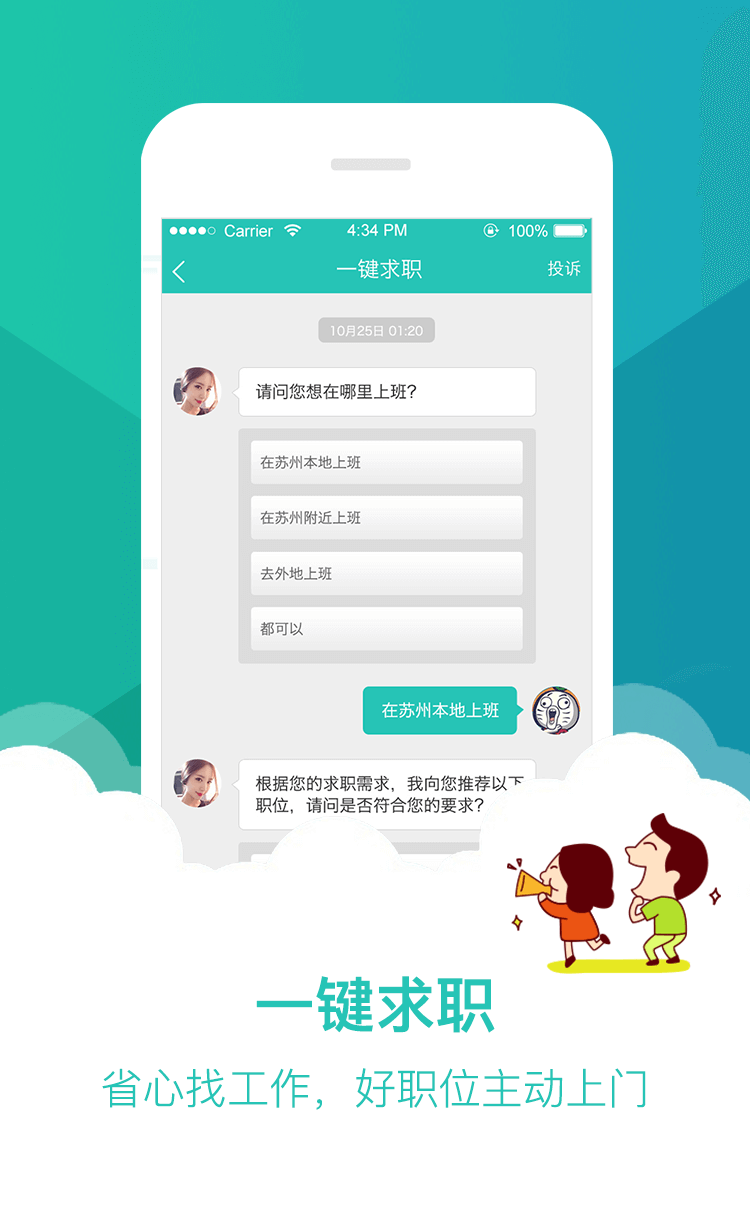 Carrier 4:34 PM 100%
一键求职 投诉
10月25日 01:20
请问您想在哪里上班?
在苏州本地上班
在苏州附近上班
去外地上班
都可以
在苏州本地上班
根据您的求职需求，我向您推荐以下
职位，请问是否符合您的要求?
一键求职
省心找工作，好职位主动上门